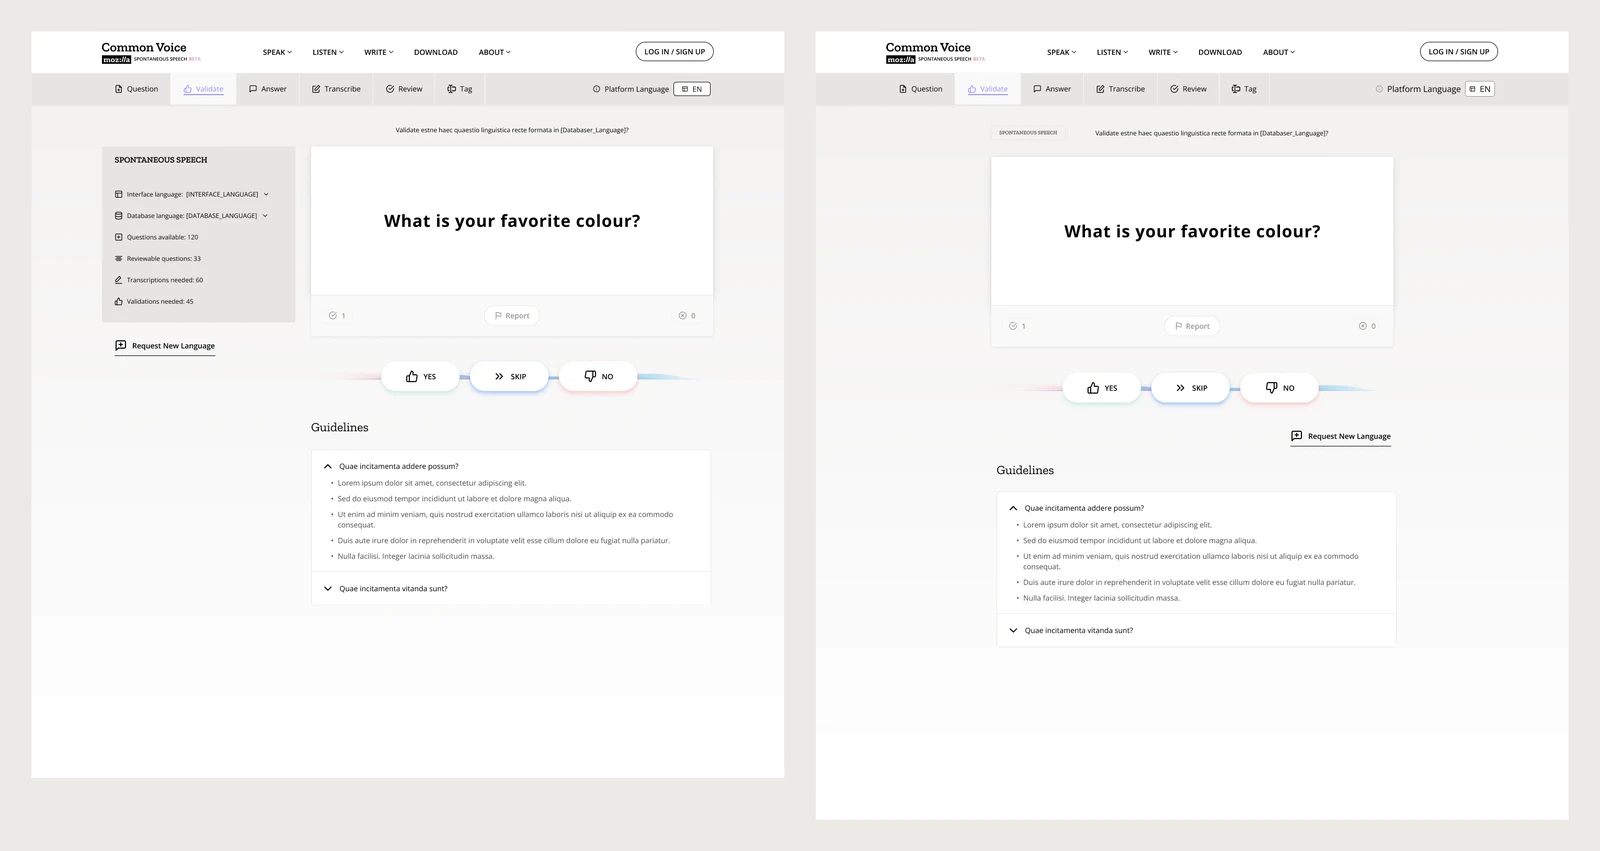 Common Voice
moz://a SPONTANEOUS SPEECH BETA
SPEAK
LISTEN
WRITE
DOWNLOAD
ABOUT
LOG IN / SIGN UP
Question
Validate
Answer
Transcribe
Review
Tag
Platform Language
EN
Validate estne haec quaestio linguistica recte formata in [Databaser_Language]?
SPONTANEOUS SPEECH
Interface language: [INTERFACE_LANGUAGE]
Database language: [DATABASE_LANGUAGE]
Questions available: 120
Reviewable questions: 33
Transcriptions needed: 60
Validations needed: 45
Request New Language
What is your favorite colour?
1
Report
0
YES
SKIP
NO
Guidelines
Quae incitamenta addere possum?
• Lorem ipsum dolor sit amet, consectetur adipiscing elit.
• Sed do eiusmod tempor incididunt ut labore et dolore magna aliqua.
• Ut enim ad minim veniam, quis nostrud exercitation ullamco laboris nisi ut aliquip ex ea commodo
consequat.
• Duis aute irure dolor in reprehenderit in voluptate velit esse cillum dolore eu fugiat nulla pariatur.
• Nulla facilisi. Integer lacinia sollicitudin massa.
Quae incitamenta vitanda sunt?
Common Voice
moz://a SPONTANEOUS SPEECH BETA
SPEAK
LISTEN
WRITE
DOWNLOAD
ABOUT
LOG IN / SIGN UP
Question
Validate
Answer
Transcribe
Review
Tag
Platform Language
EN
SPONTANEOUS SPEECH
Validate estne haec quaestio linguistica recte formata in [Databaser_Language]?
What is your favorite colour?
1
Report
0
YES
SKIP
NO
Request New Language
Guidelines
Quae incitamenta addere possum?
• Lorem ipsum dolor sit amet, consectetur adipiscing elit.
• Sed do eiusmod tempor incididunt ut labore et dolore magna aliqua.
• Ut enim ad minim veniam, quis nostrud exercitation ullamco laboris nisi ut aliquip ex ea commodo
consequat.
• Duis aute irure dolor in reprehenderit in voluptate velit esse cillum dolore eu fugiat nulla pariatur.
• Nulla facilisi. Integer lacinia sollicitudin massa.
Quae incitamenta vitanda sunt?